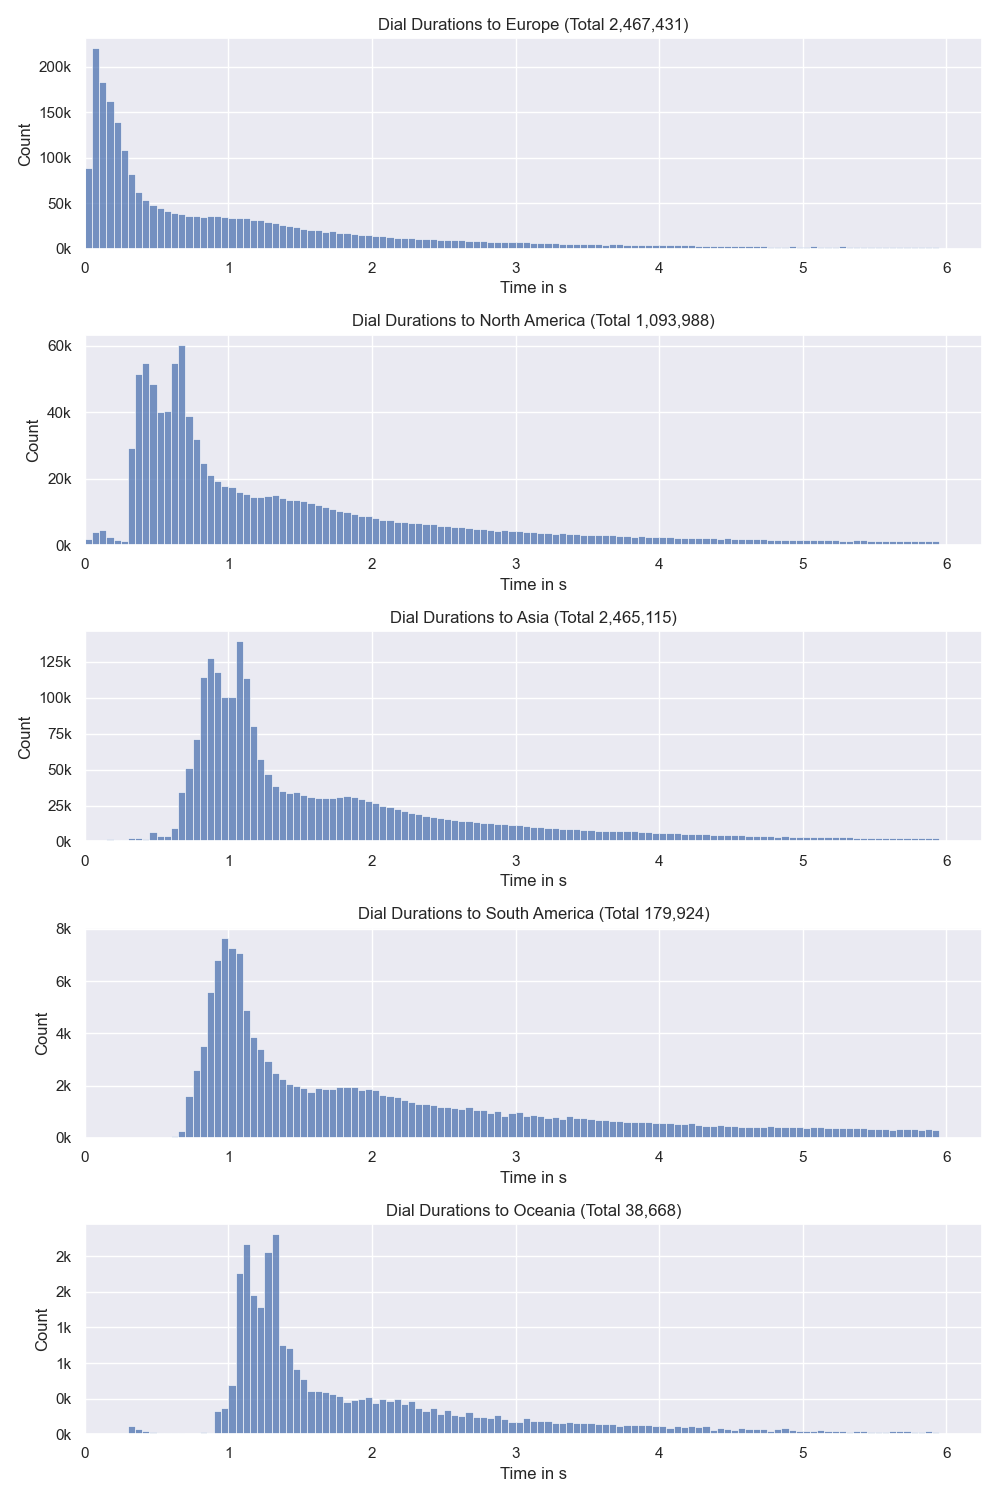 Dial Durations to Europe (Total 2,467,431)
200k
150k
100k
50k
0k
Count
0 1 2 3 4 5 6
Time in s
Dial Durations to North America (Total 1,093,988)
60k
40k
20k
0k
Count
0 1 2 3 4 5 6
Time in s
Dial Durations to Asia (Total 2,465,115)
125k
100k
75k
50k
25k
0k
Count
0 1 2 3 4 5 6
Time in s
Dial Durations to South America (Total 179,924)
8k
6k
4k
2k
0k
Count
0 1 2 3 4 5 6
Time in s
Dial Durations to Oceania (Total 38,668)
2k
2k
1k
1k
0k
0k
Count
0 1 2 3 4 5 6
Time in s